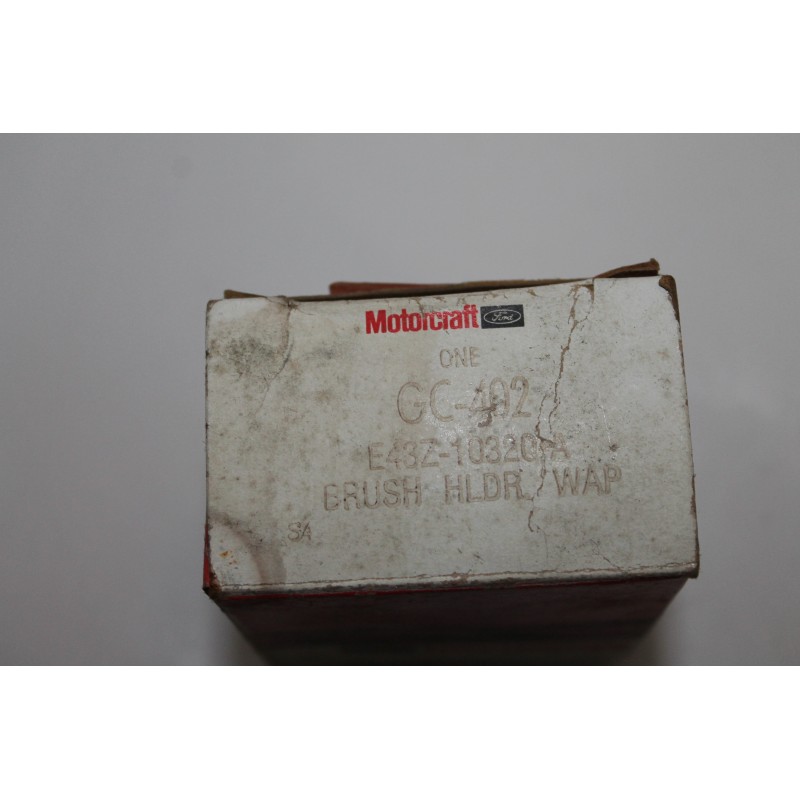 Motorcraft Ford
ONE
GC-402
E43Z-10320-A
BRUSH HLDR. WAP
SA